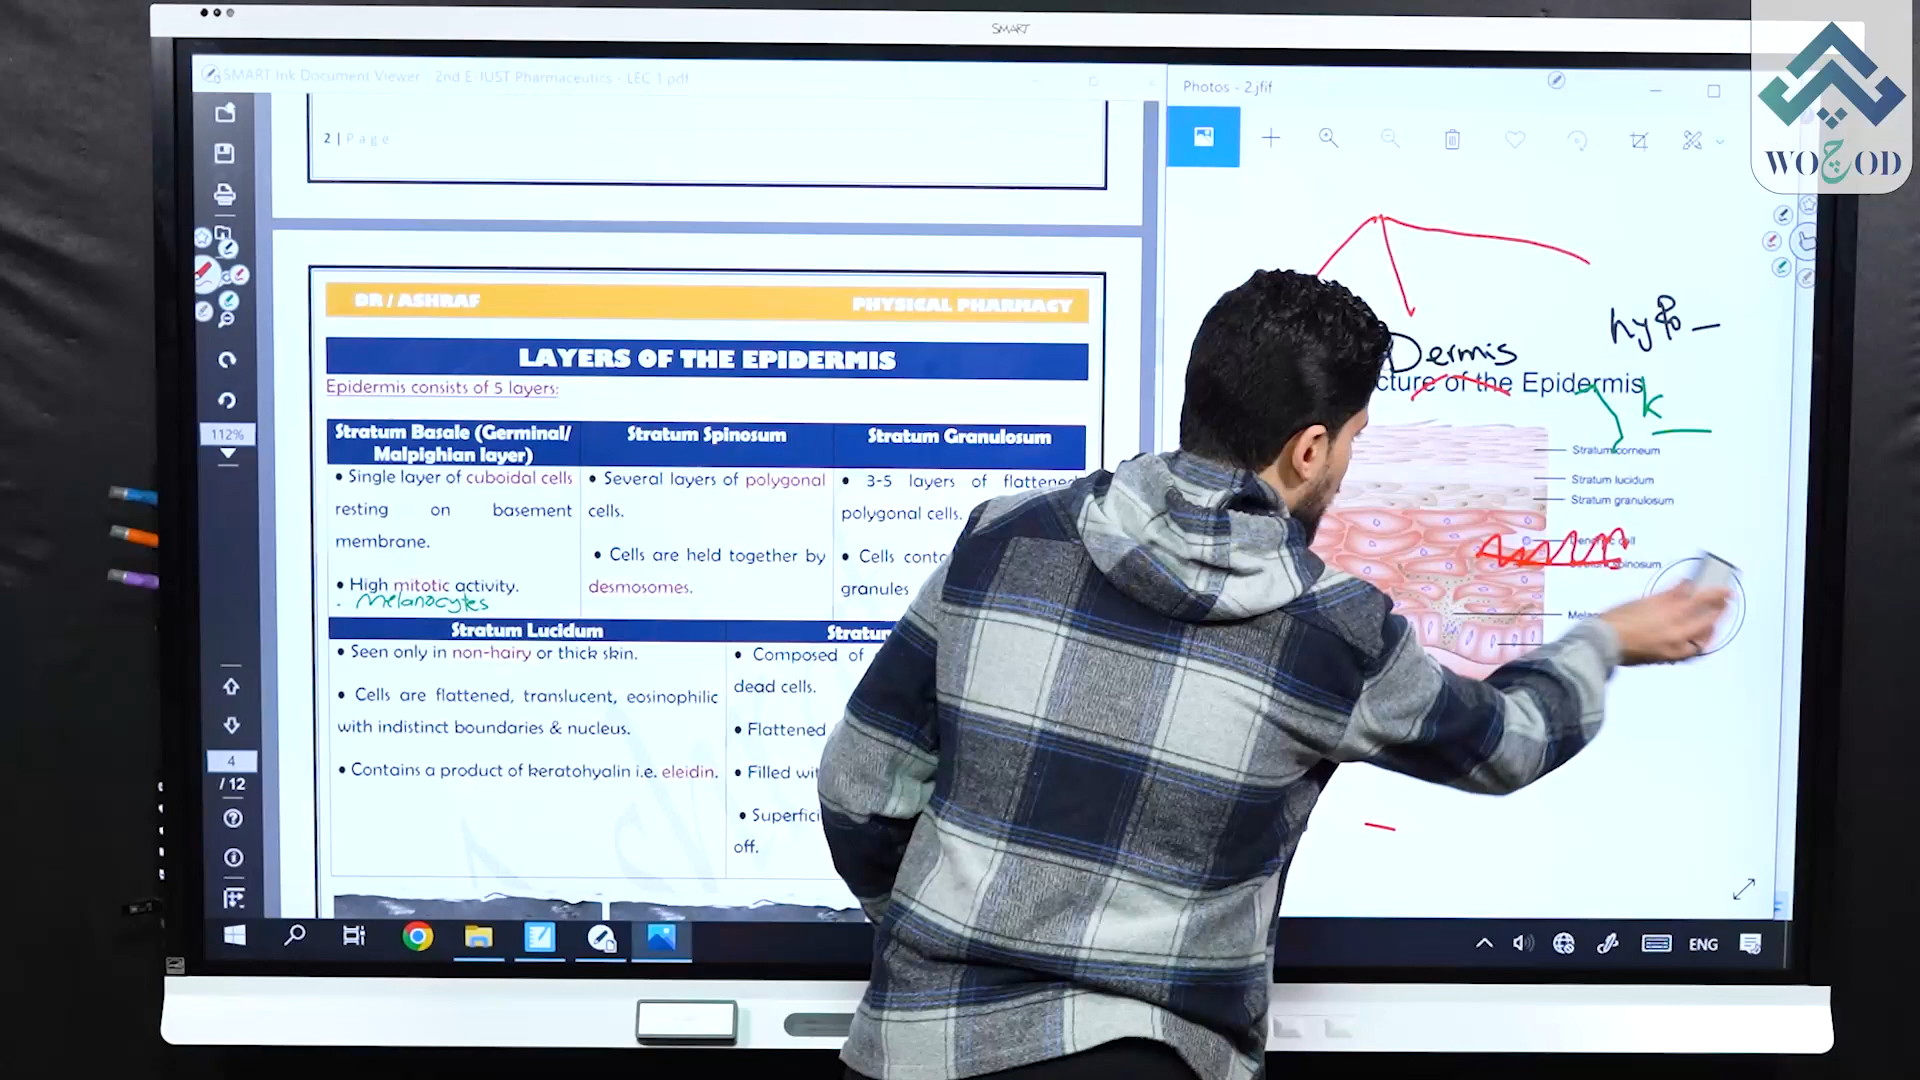 SMART
SMART Ink Document Viewer - 2nd E-JUST Pharmaceutics - LEC 1.pdf
Photos - 2.jfif
WOجOD
2 | Page
DR / ASHRAF
PHYSICAL PHARMACY
LAYERS OF THE EPIDERMIS
Epidermis consists of 5 layers:
Stratum Basale (Germinal/
Malpighian layer)
• Single layer of cuboidal cells
resting on basement
membrane.
• High mitotic activity.
. Melanocytes
Stratum Spinosum
• Several layers of polygonal
cells.
• Cells are held together by
desmosomes.
Stratum Granulosum
• 3-5 layers of flattened
polygonal cells.
• Cells
granules
Stratum Lucidum
• Seen only in non-hairy or thick skin.
• Cells are flattened, translucent, eosinophilic
with indistinct boundaries & nucleus.
• Contains a product of keratohyalin i.e. eleidin.
• Composed of
dead cells.
• Flattened
• Filled
off.
hypo
Dermis
of the Epidermis
k
Stratum corneum
Stratum lucidum
Stratum granulosum
112%
4
/ 12
ENG